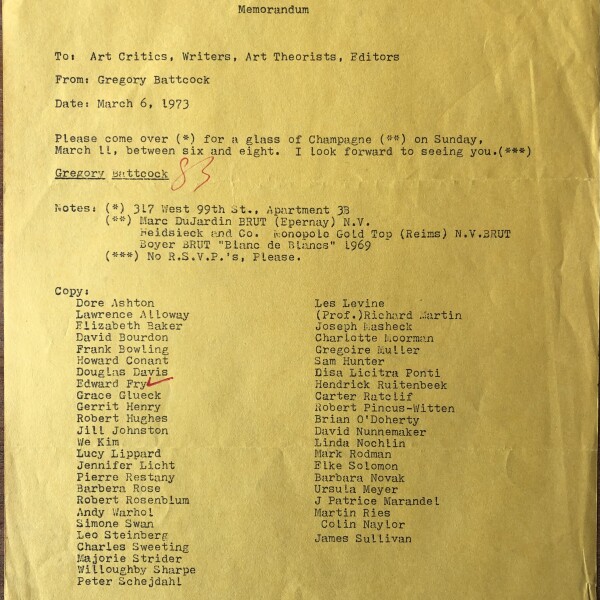 Memorandum
To: Art Critics, Writers, Art Theorists, Editors
From: Gregory Battcock
Date: March 6, 1973
Please come over (*) for a glass of Champagne (**) on Sunday,
March 11, between six and eight. I look forward to seeing you.(***)
Gregory Battcock
Notes: (*) 317 West 99th St., Apartment 3B
(**) Marc DuJardin BRUT (Epernay) N.V.
Heidsieck and Co. Monopolo Gold Top (Reims) N.V.BRUT
Boyer BRUT "Blanc de Blancs" 1969
(***) No R.S.V.P.'s, Please.
Copy:
Dore Ashton
Lawrence Alloway
Elizabeth Baker
David Bourdon
Frank Bowling
Howard Conant
Douglas Davis
Edward Fry
Grace Glueck
Gerrit Henry
Robert Hughes
Jill Johnston
We Kim
Lucy Lippard
Jennifer Licht
Pierre Restany
Barbera Rose
Robert Rosenblum
Andy Warhol
Simone Swan
Leo Steinberg
Charles Sweeting
Majorie Strider
Willoughby Sharpe
Peter Schejdahl
Les Levine
(Prof.)Richard Martin
Joseph Masheck
Charlotte Moorman
Gregoire Muller
Sam Hunter
Disa Licitra Ponti
Hendrick Ruitenbeek
Carter Ratclif
Robert Pincus-Witten
Brian O'Doherty
David Nunnemaker
Linda Nochlin
Mark Rodman
Elke Solomon
Barbara Novak
Ursula Meyer
J Patrice Marandel
Martin Ries
Colin Naylor
James Sullivan